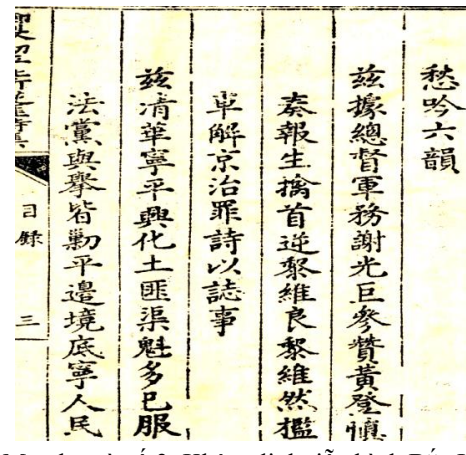 愁吟六韻
茲據總督軍務謝光巨參贊黃登慎
奏報生擒首逆黎維良黎維然檻
車解京治罪詩以誌事
茲清華寧平興化土匪渠魁多已服
法黨與舉皆勦平邊境底寧人民
目錄
三